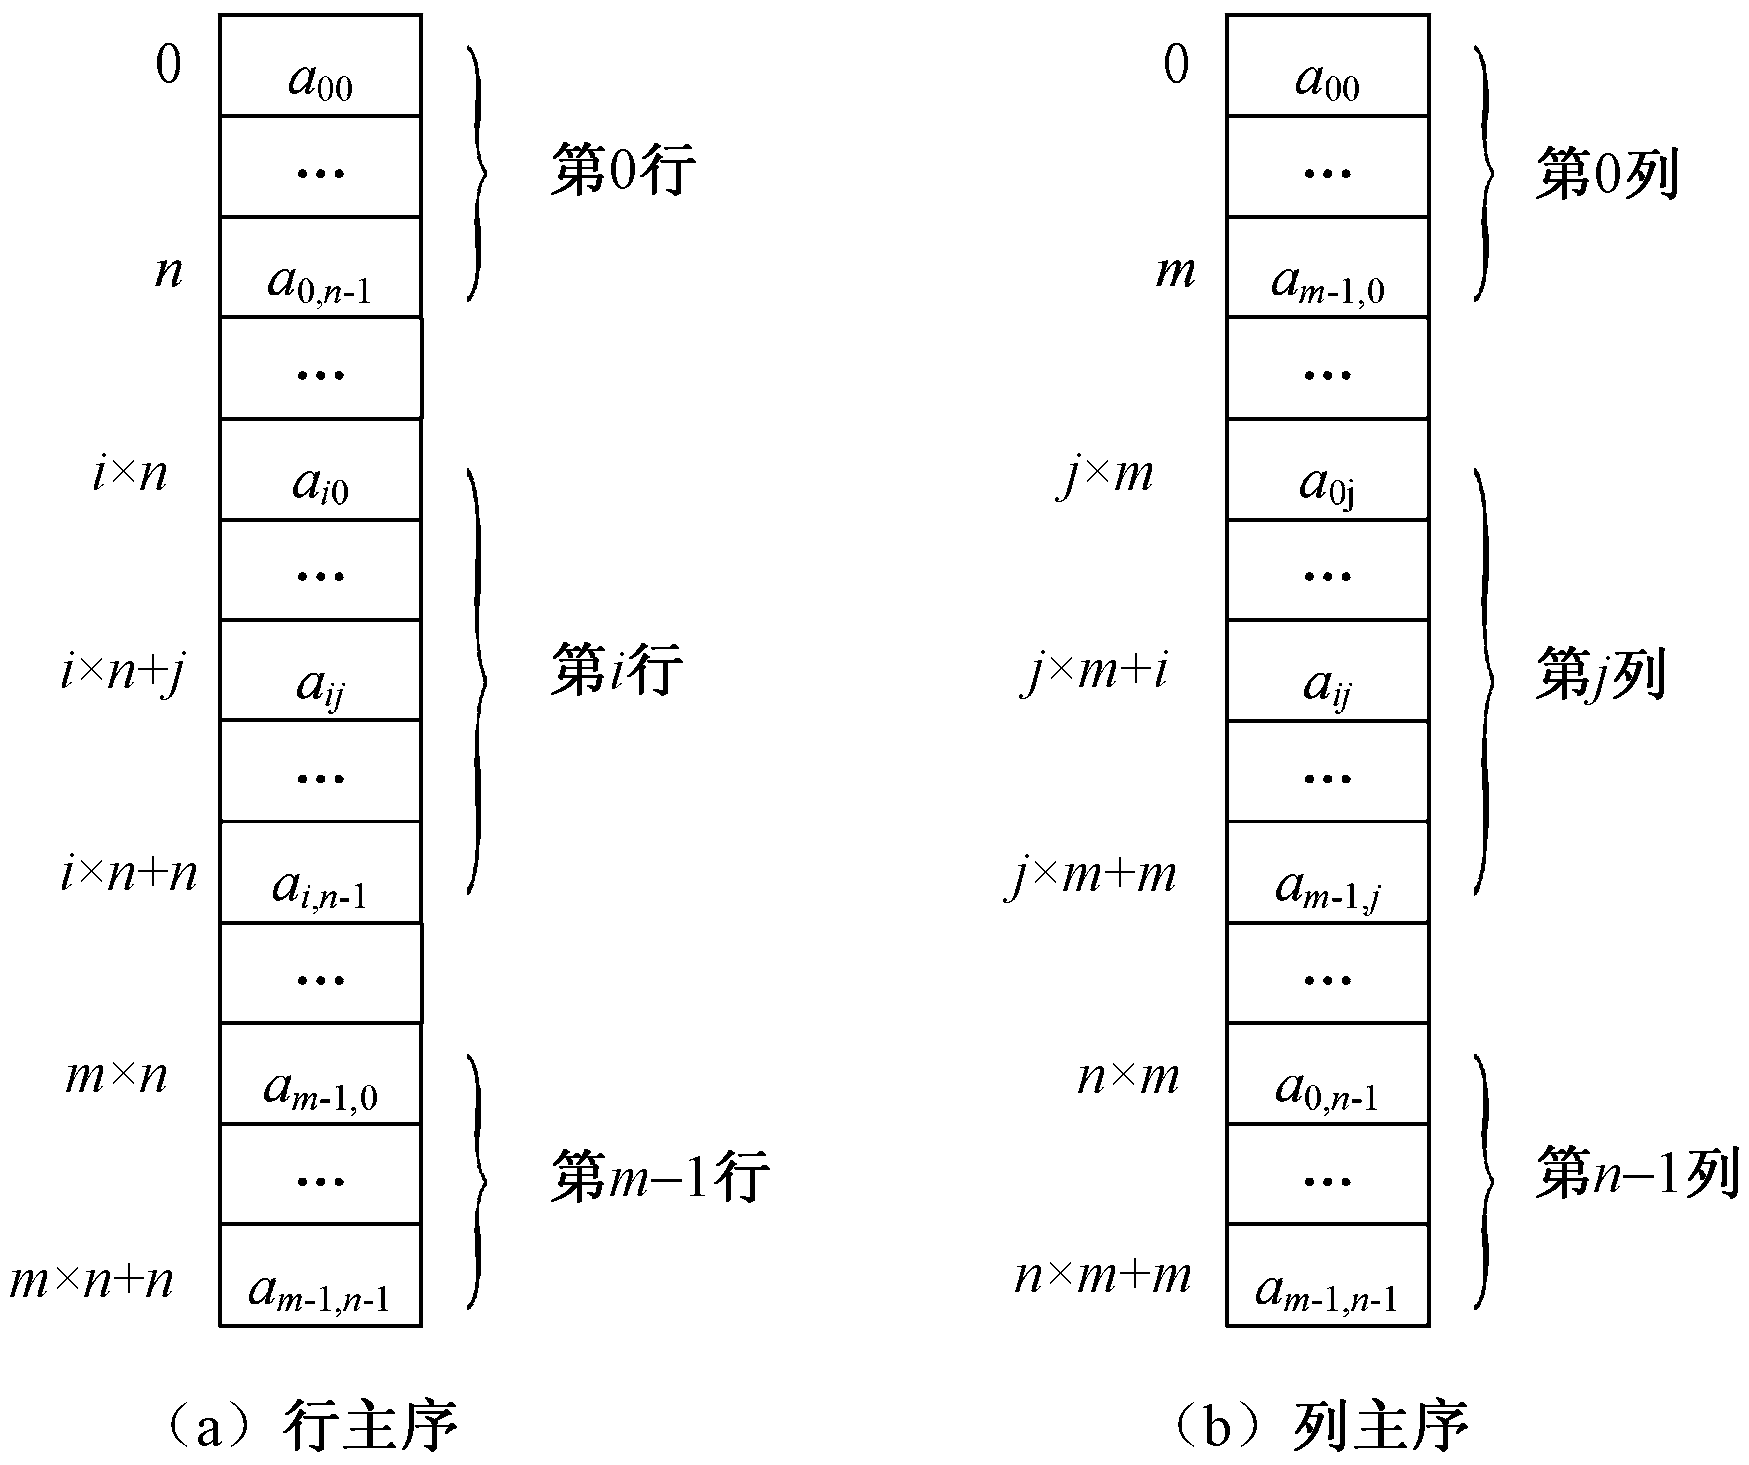 0 a00
... 第0行
n a0,n-1
...
i×n ai0
...
i×n+j aij 第i行
...
i×n+n ai,n-1
...
m×n am-1,0
... 第m-1行
m×n+n am-1,n-1
(a) 行主序
0 a00
... 第0列
m am-1,0
...
j×m a0j
...
j×m+i aij 第j列
...
j×m+m am-1,j
...
n×m a0,n-1
... 第n-1列
n×m+m am-1,n-1
(b) 列主序